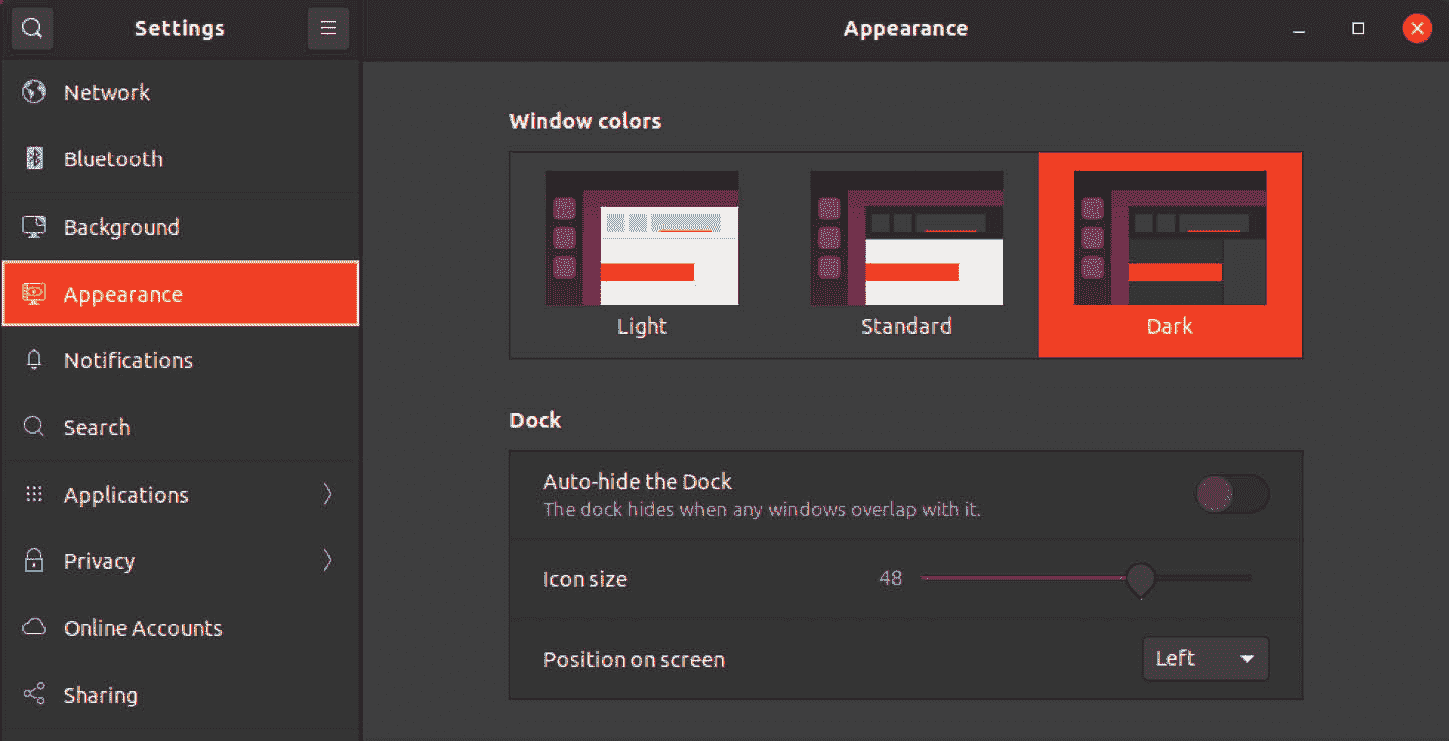 Settings
Appearance
Network
Bluetooth
Background
Appearance
Notifications
Search
Applications
Privacy
Online Accounts
Sharing
Window colors
Light
Standard
Dark
Dock
Auto-hide the Dock
The dock hides when any windows overlap with it.
Icon size
48
Position on screen
Left